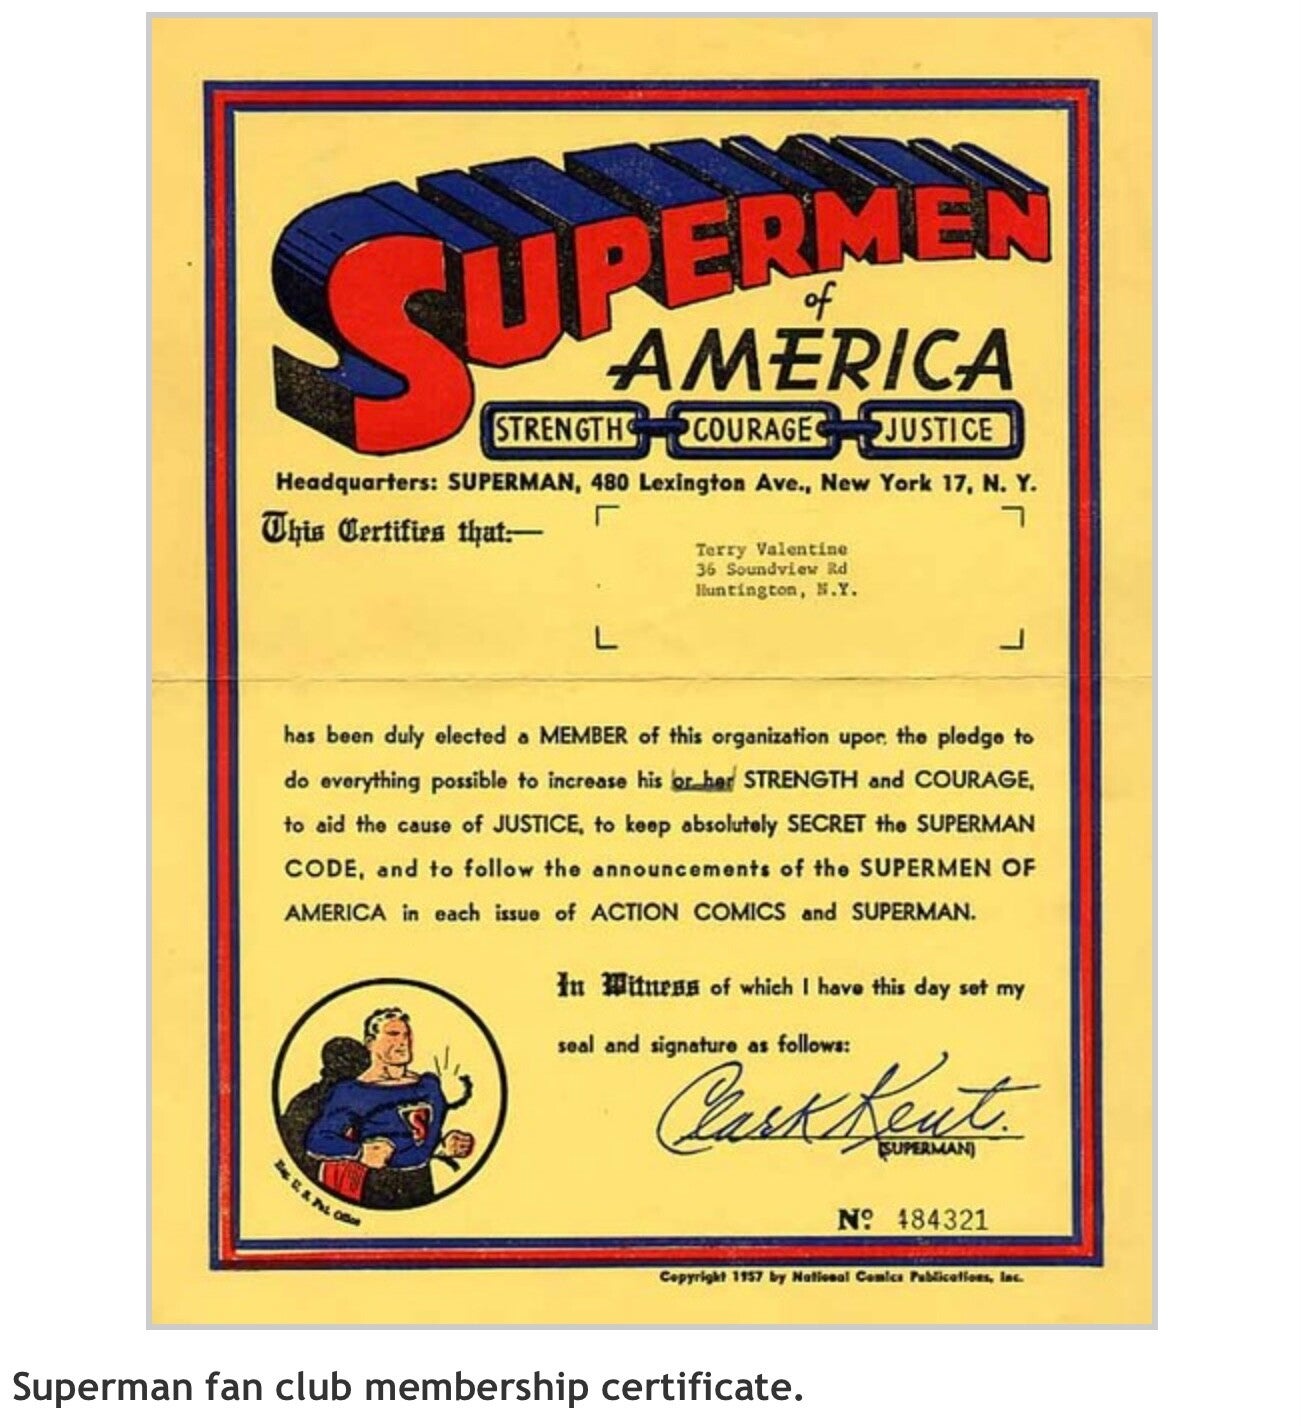 SUPERMEN
of
AMERICA
STRENGTH COURAGE JUSTICE
Headquarters: SUPERMAN, 480 Lexington Ave., New York 17, N. Y.
This Certifies that:—
Terry Valentine
36 Soundview Rd
Huntington, N.Y.
has been duly elected a MEMBER of this organization upon the pledge to
do everything possible to increase his or her STRENGTH and COURAGE,
to aid the cause of JUSTICE, to keep absolutely SECRET the SUPERMAN
CODE, and to follow the announcements of the SUPERMEN OF
AMERICA in each issue of ACTION COMICS and SUPERMAN.
In Witness of which I have this day set my
seal and signature as follows:
Clark Kent.
(SUPERMAN)
S
Reg. U. S. Pat. Office
Nº 484321
Copyright 1957 by National Comics Publications, Inc.
Superman fan club membership certificate.